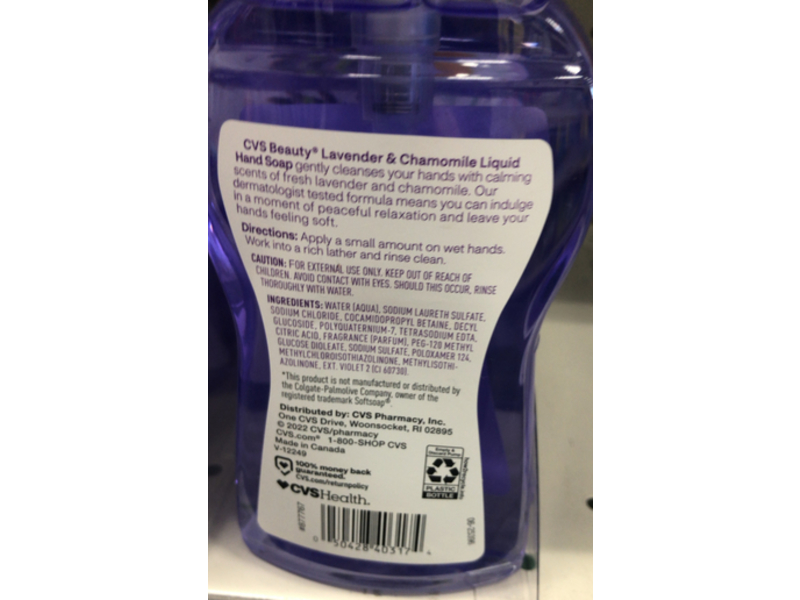 CVS Beauty® Lavender & Chamomile Liquid
Hand Soap gently cleanses your hands with calming
scents of fresh lavender and chamomile. Our
dermatologist tested formula means you can indulge
in a moment of peaceful relaxation and leave your
hands feeling soft.
Directions: Apply a small amount on wet hands.
Work into a rich lather and rinse clean.
CAUTION: FOR EXTERNAL USE ONLY. KEEP OUT OF REACH OF
CHILDREN. AVOID CONTACT WITH EYES. SHOULD THIS OCCUR, RINSE
THOROUGHLY WITH WATER.
INGREDIENTS: WATER (AQUA), SODIUM LAURETH SULFATE,
SODIUM CHLORIDE, COCAMIDOPROPYL BETAINE, DECYL
GLUCOSIDE, POLYQUATERNIUM-7, TETRASODIUM EDTA,
CITRIC ACID, FRAGRANCE (PARFUM), PEG-120 METHYL
GLUCOSE DIOLEATE, SODIUM SULFATE, POLOXAMER 124,
METHYLCHLOROISOTHIAZOLINONE, METHYLISOTHI-
AZOLINONE, EXT. VIOLET 2 (CI 60730).
*This product is not manufactured or distributed by
the Colgate-Palmolive Company, owner of the
registered trademark Softsoap®
Distributed by: CVS Pharmacy, Inc.
One CVS Drive, Woonsocket, RI 02895
© 2022 CVS/pharmacy
CVS.com® 1-800-SHOP CVS
Made in Canada
V-12249
100% money back
guaranteed.
CVS.com/returnpolicy
CVSHealth.
Empty &
PLASTIC
BOTTLE
how2recycle.info
#877767
0 50428 40317 4